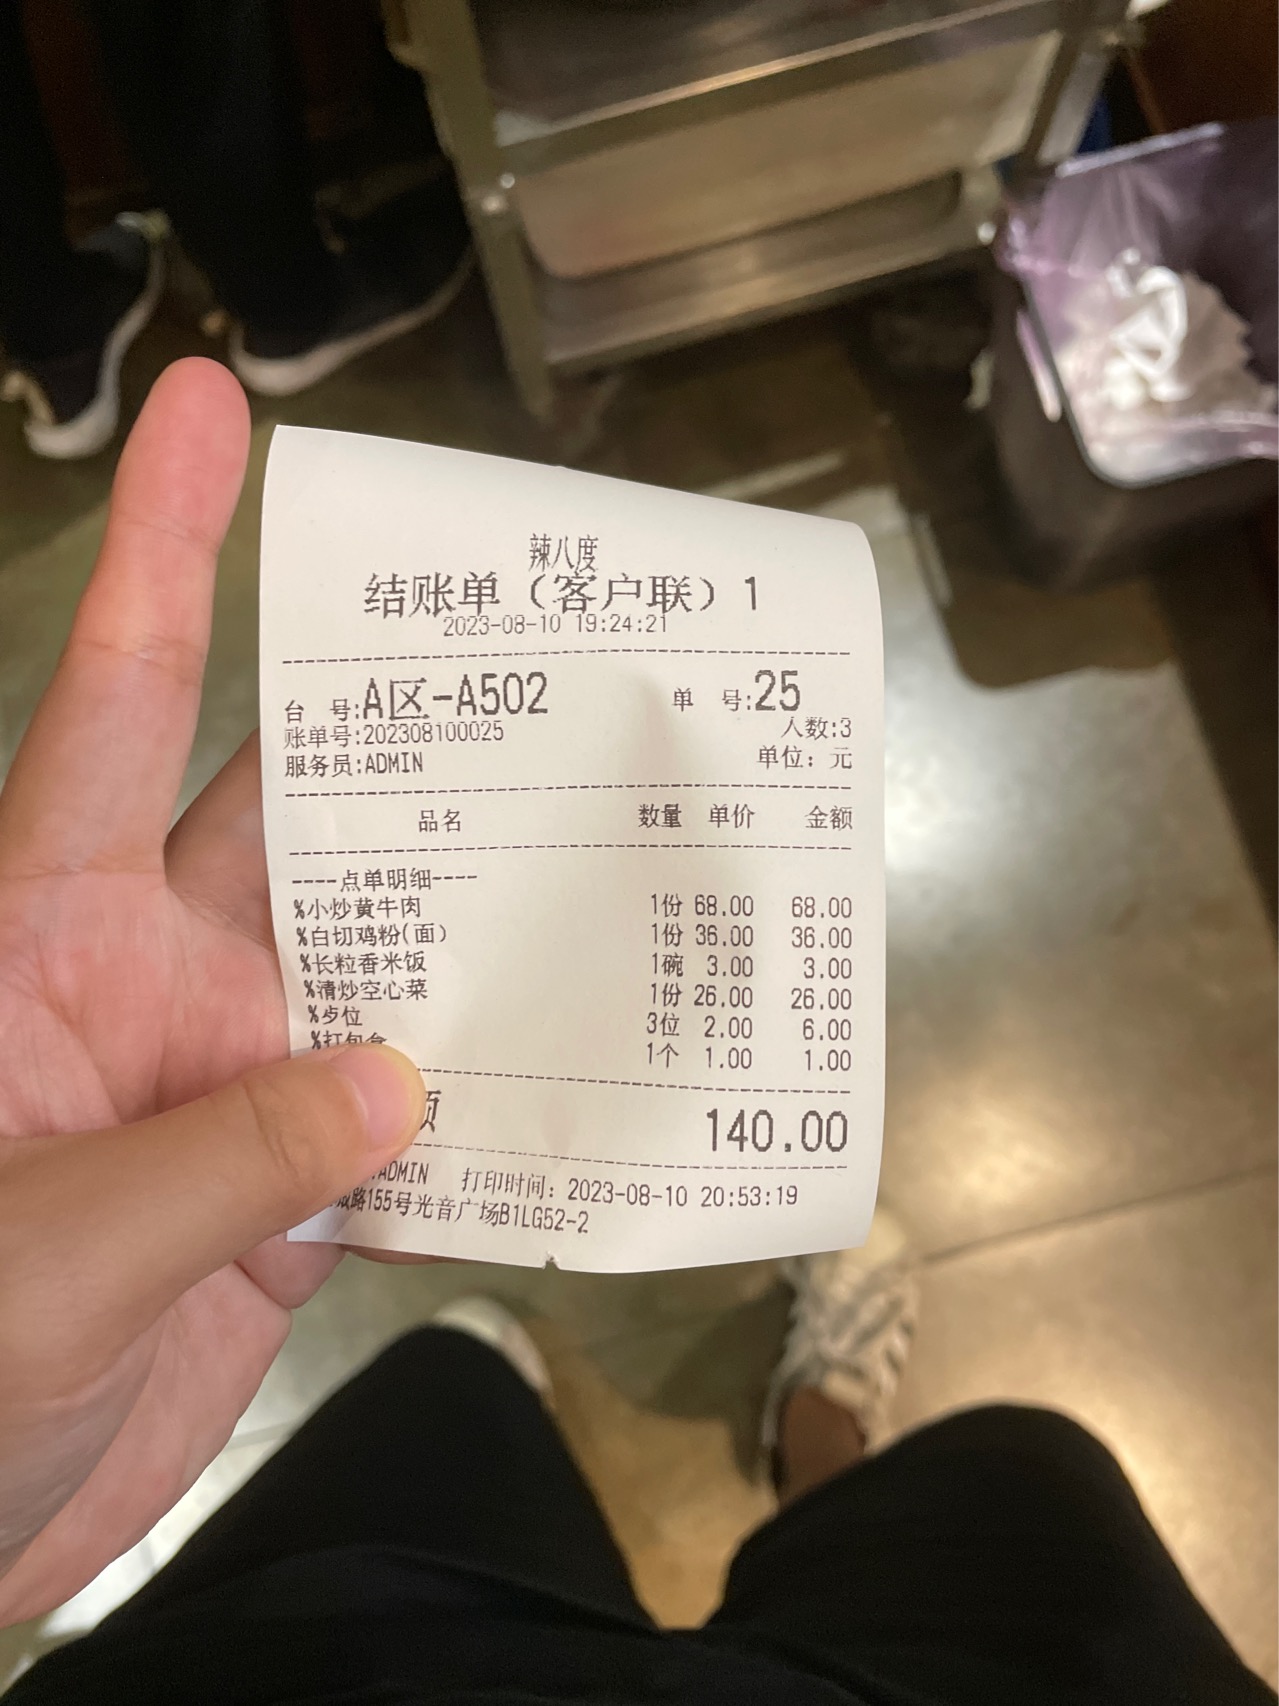 辣八度
结账单（客户联）1
2023-08-10 19:24:21
台 号:A区-A502 单 号:25
账单号:202308100025 人数:3
服务员:ADMIN 单位：元
品名 数量 单价 金额
----点单明细----
%小炒黄牛肉 1份 68.00 68.00
%白切鸡粉(面） 1份 36.00 36.00
%长粒香米饭 1碗 3.00 3.00
%清炒空心菜 1份 26.00 26.00
%歺位 3位 2.00 6.00
%打包盒 1个 1.00 1.00
140.00
:ADMIN 打印时间：2023-08-10 20:53:19
路155号光音广场B1LG52-2